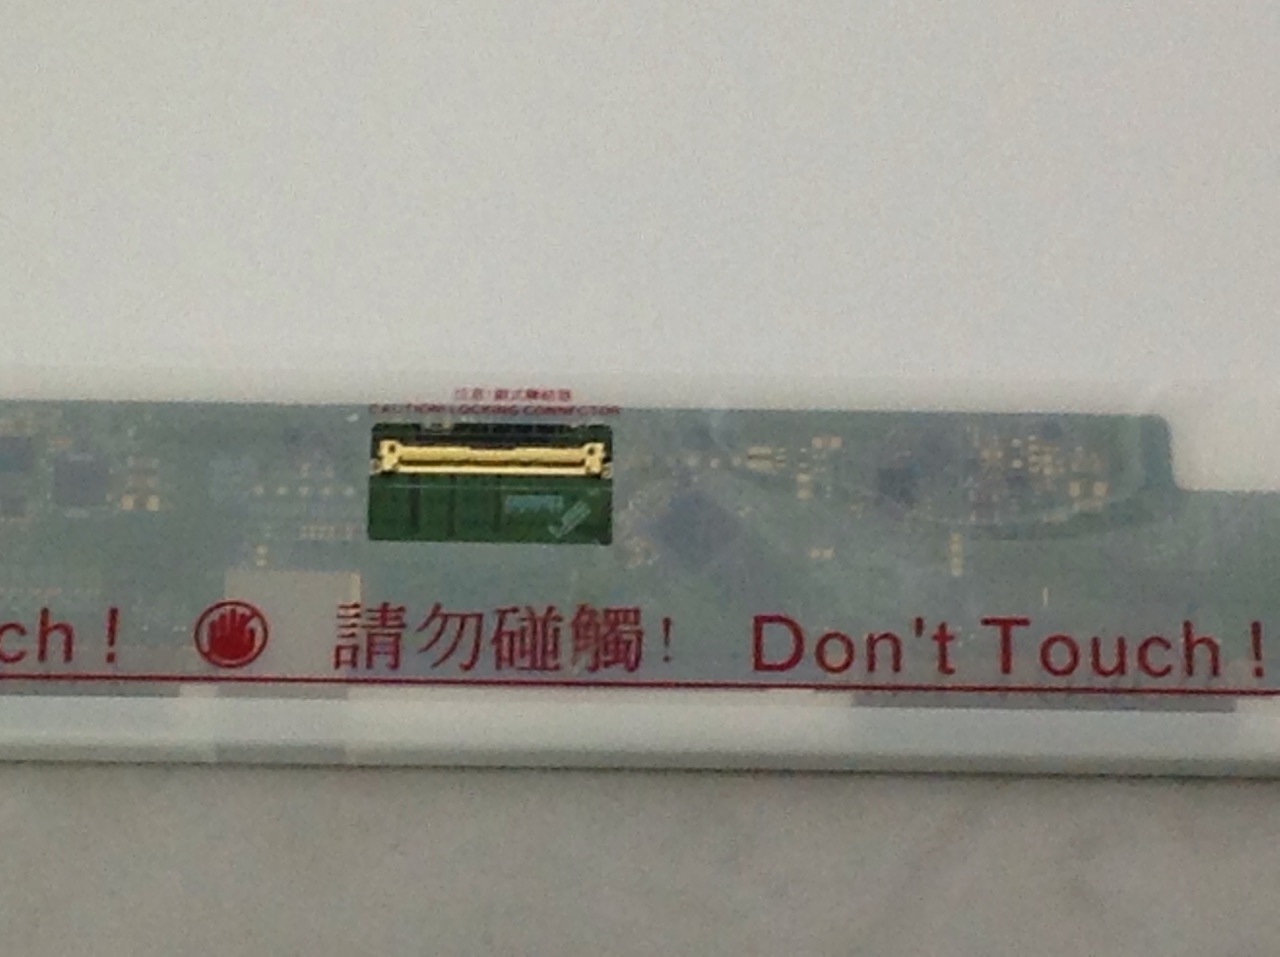 CAUTION! LOCKING CONNECTOR
ch! 請勿碰觸! Don't Touch!